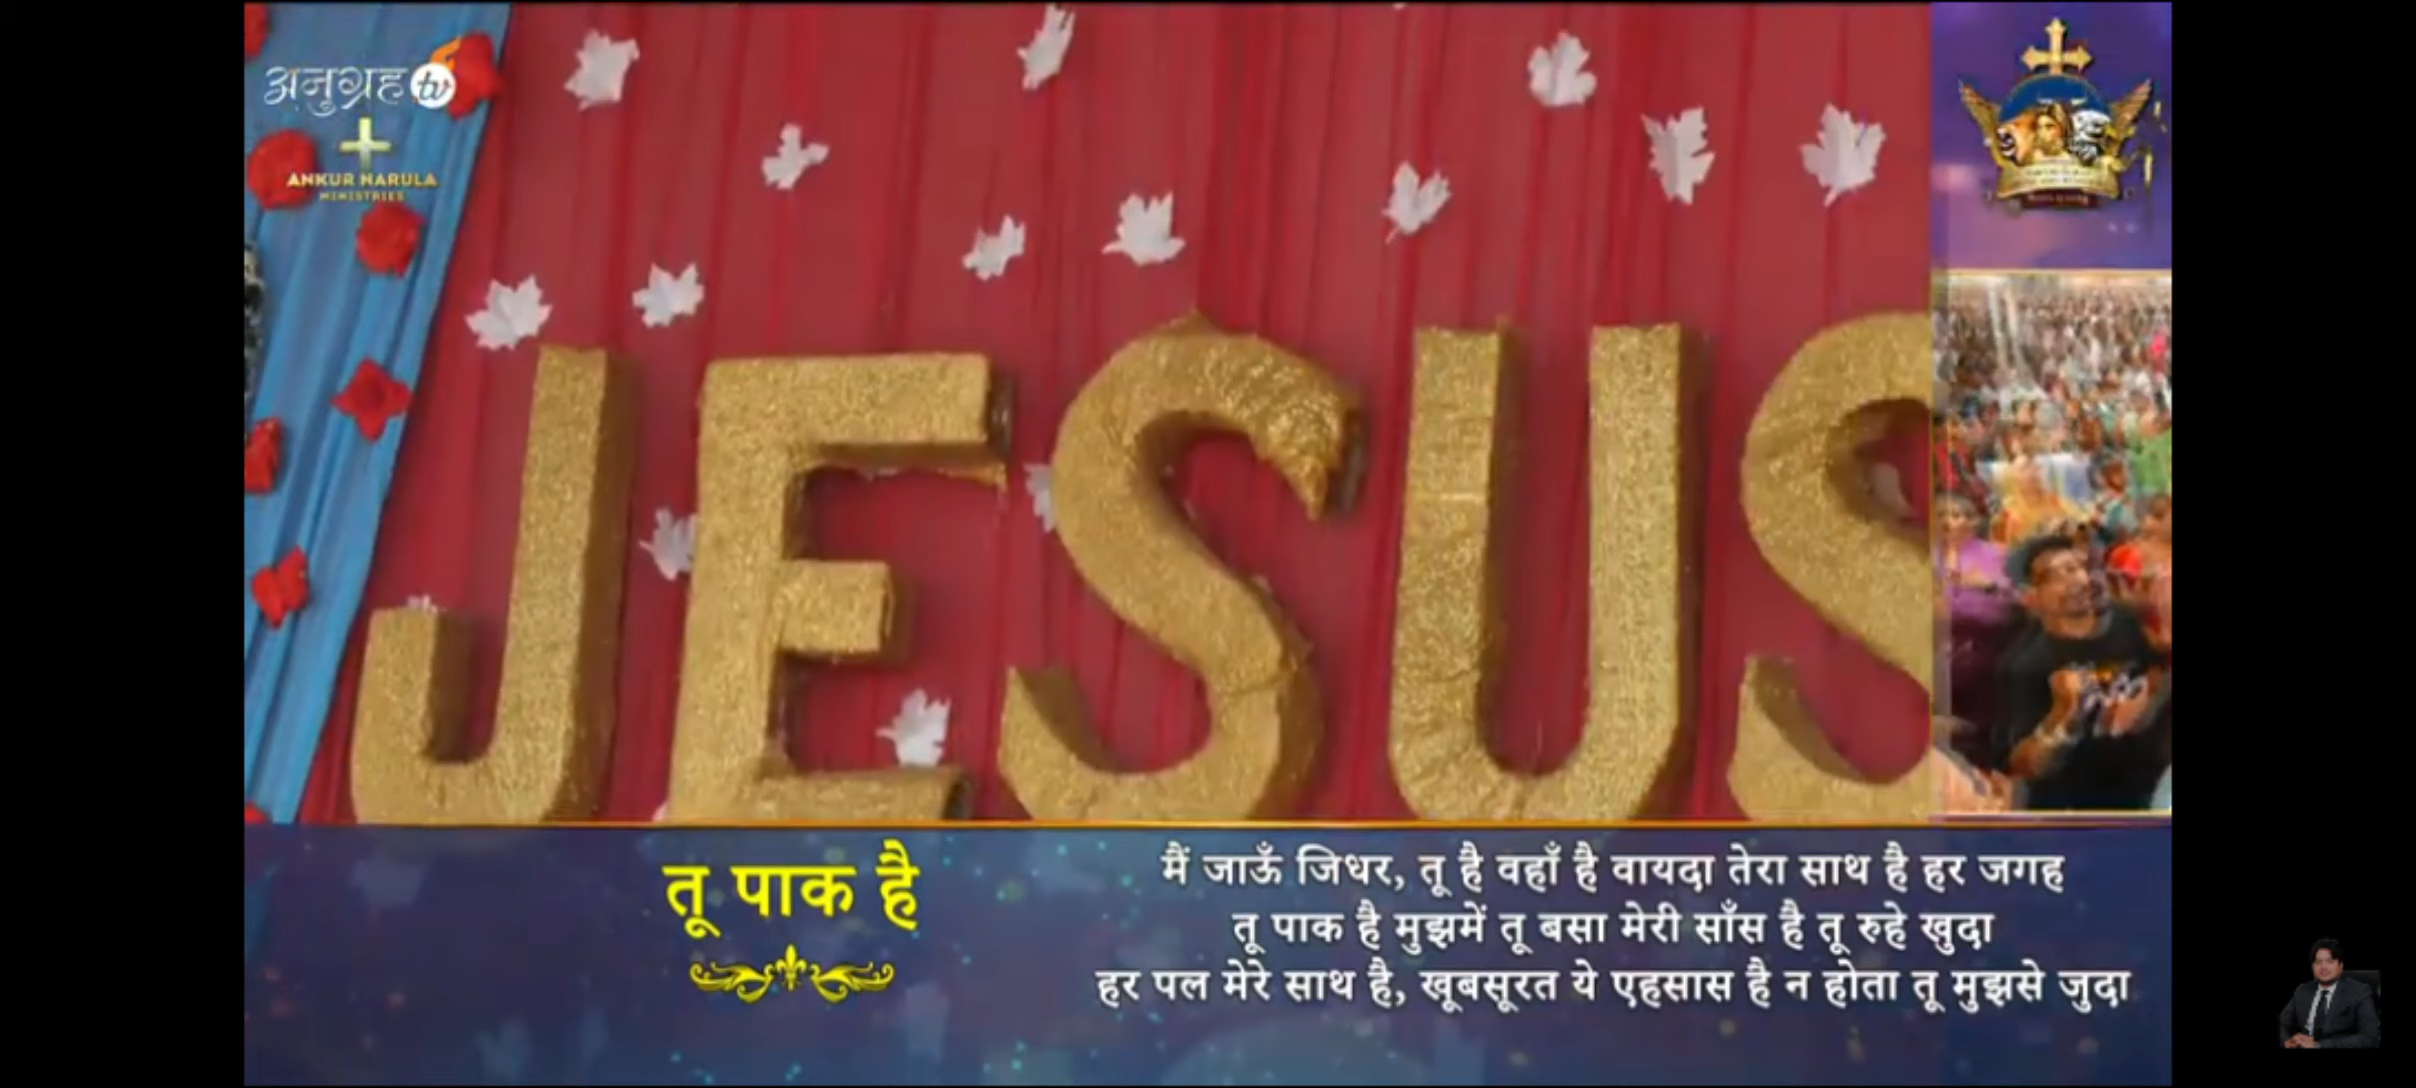 अनुग्रह tv
ANKUR NARULA
MINISTRIES
JESUS
तू पाक है
मैं जाऊँ जिधर, तू है वहाँ है वायदा तेरा साथ है हर जगह
तू पाक है मुझमें तू बसा मेरी साँस है तू रुहे खुदा
हर पल मेरे साथ है, खूबसूरत ये एहसास है न होता तू मुझसे जुदा